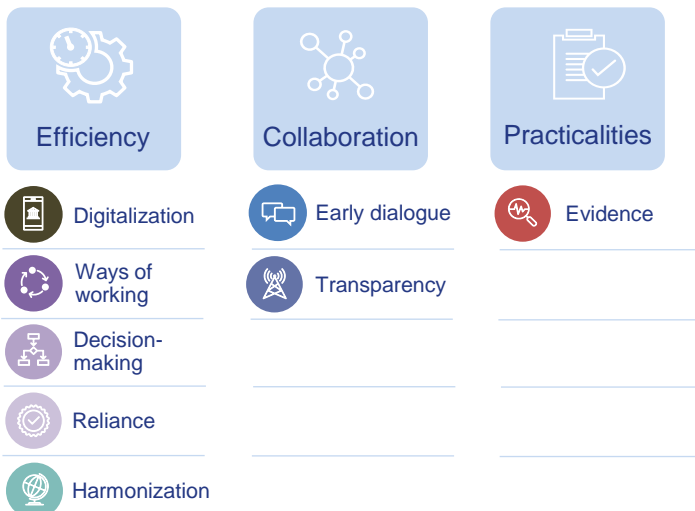 Efficiency
Collaboration
Practicalities
Digitalization
Early dialogue
Evidence
Ways of
working
Transparency
Decision-
making
Reliance
Harmonization